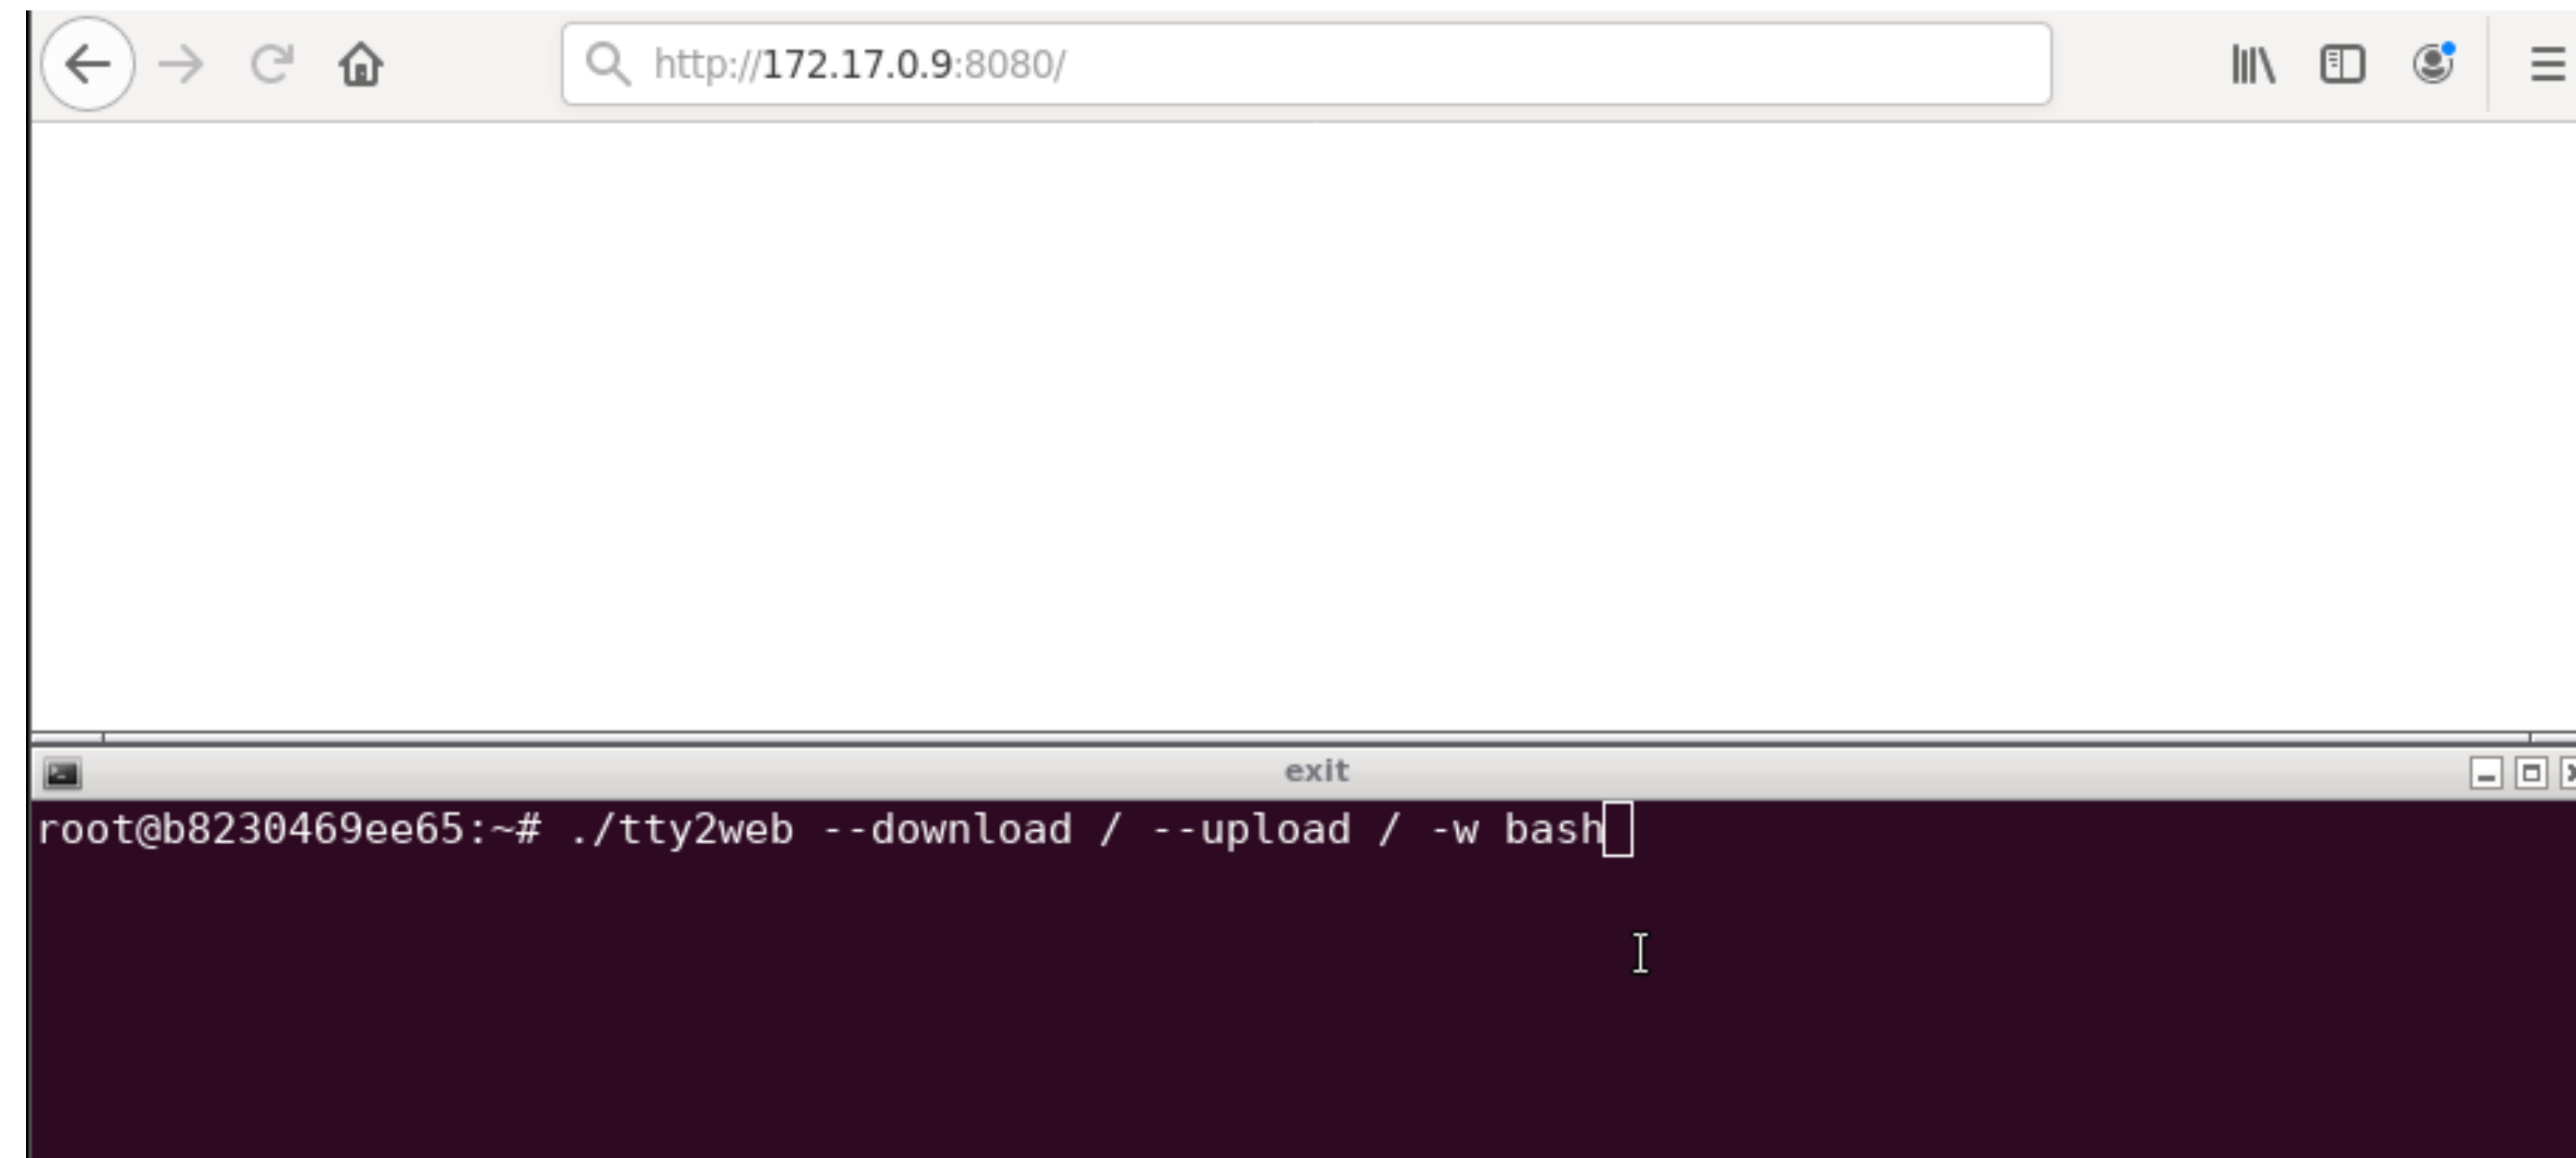 http://172.17.0.9:8080/
exit
root@b8230469ee65:~# ./tty2web --download / --upload / -w bash